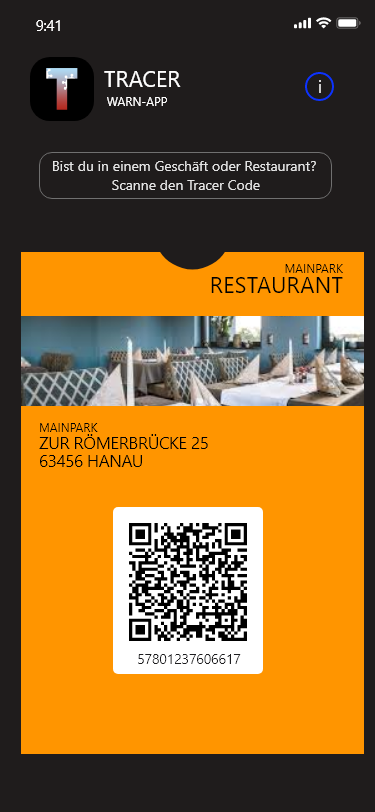 9:41
T
TRACER
WARN-APP
i
Bist du in einem Geschäft oder Restaurant?
Scanne den Tracer Code
MAINPARK
RESTAURANT
MAINPARK
ZUR RÖMERBRÜCKE 25
63456 HANAU
57801237606617